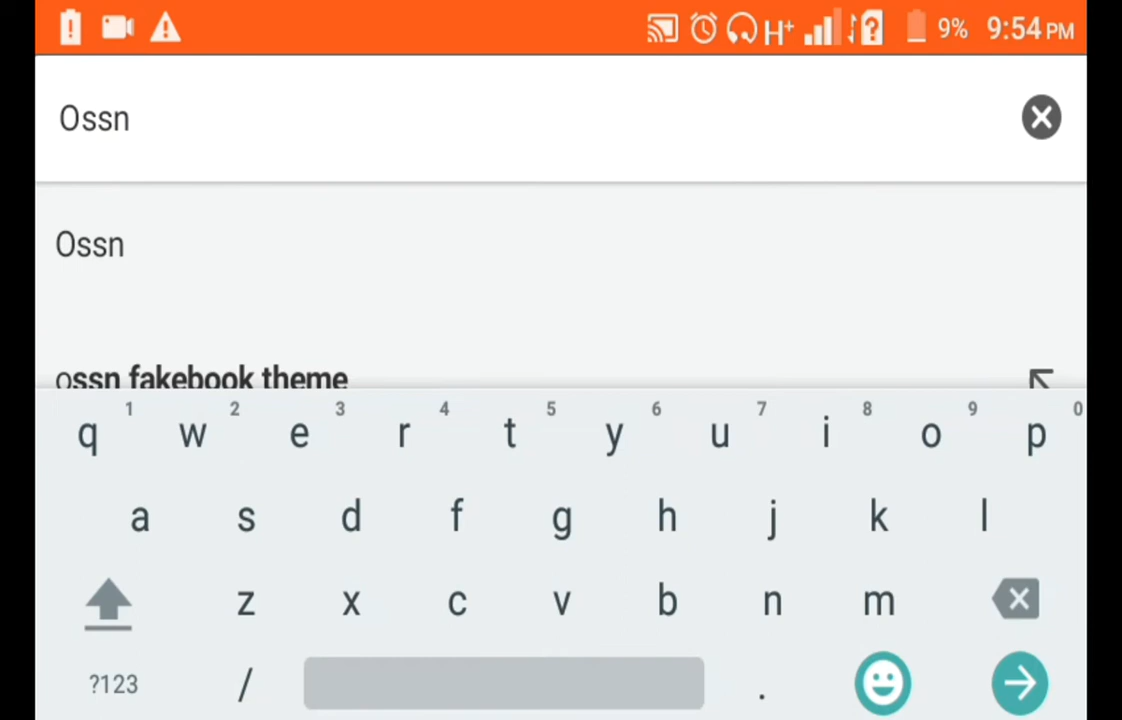 H+ 9% 9:54 PM
Ossn
Ossn
ossn fakebook theme
1 2 3 4 5 6 7 8 9 0
q w e r t y u i o p
a s d f g h j k l
z x c v b n m
?123 / .